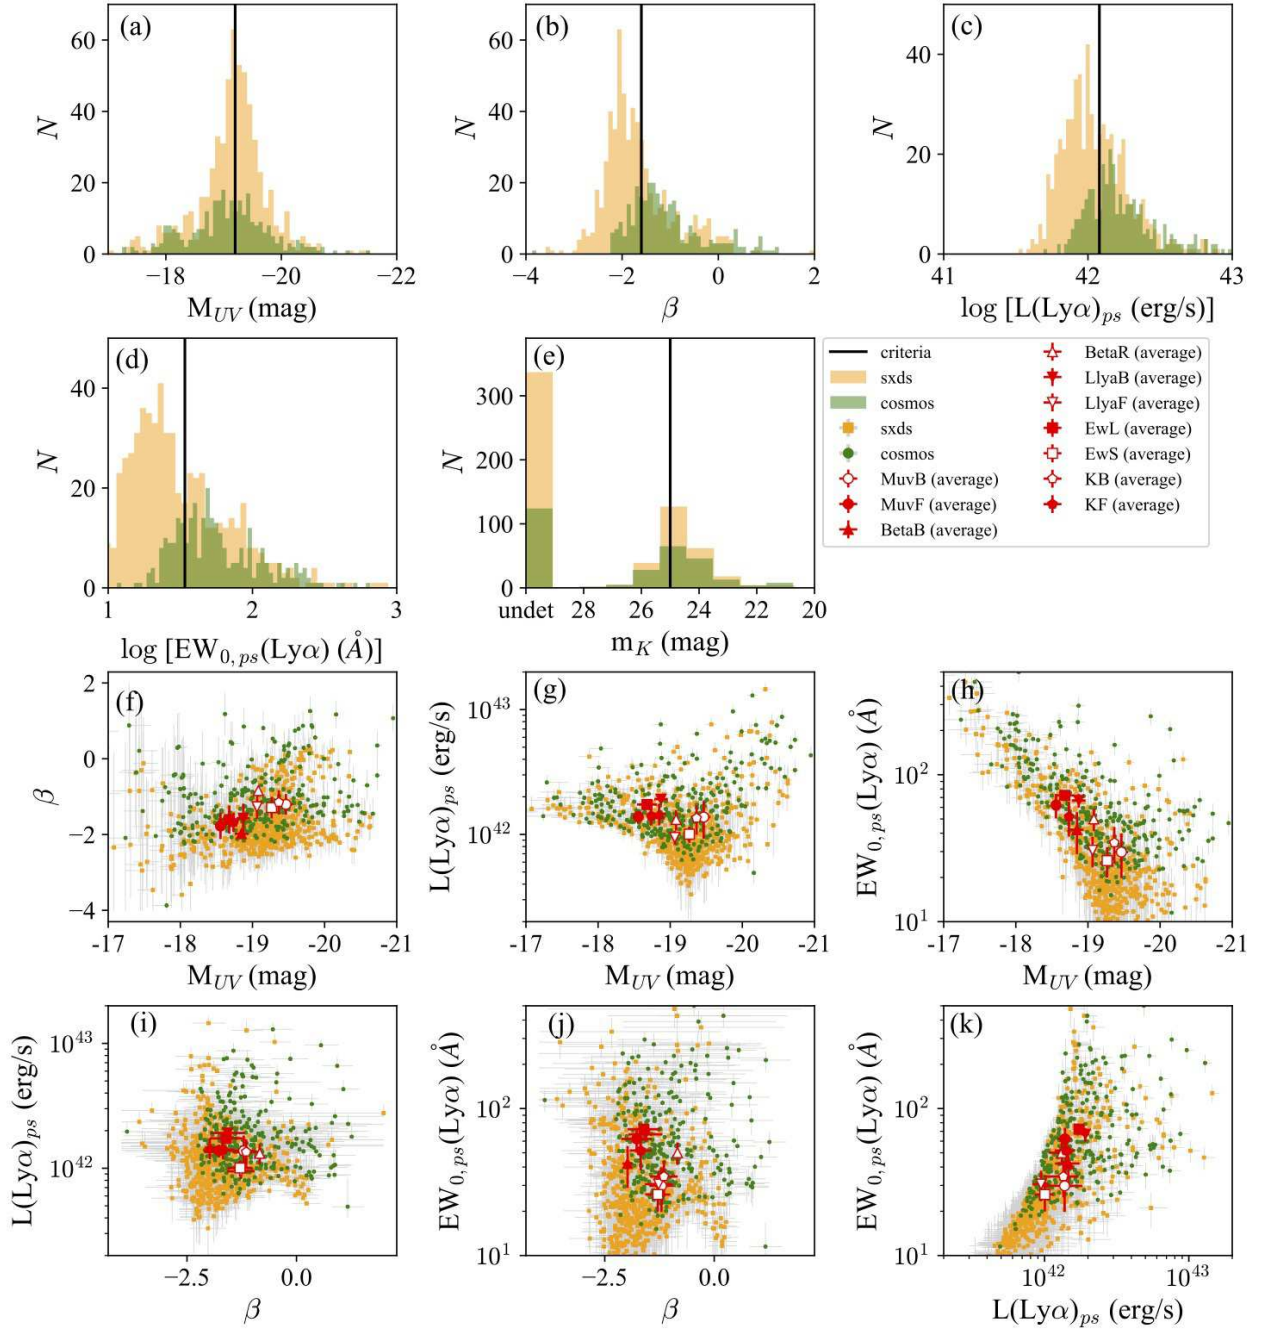 (a)
60
40
20
0
N
−18
−20
−22
M_UV (mag)
(b)
60
40
20
0
N
−4
−2
0
2
β
(c)
40
20
0
N
41
42
43
log [L(Lyα)_ps (erg/s)]
(d)
40
20
0
N
1
2
3
log [EW_0, ps(Lyα) (Å)]
(e)
300
200
100
0
N
undet
28
26
24
22
20
m_K (mag)
criteria
sxds
cosmos
sxds
cosmos
MuvB (average)
MuvF (average)
BetaB (average)
BetaR (average)
LlyaB (average)
LlyaF (average)
EwL (average)
EwS (average)
KB (average)
KF (average)
(f)
2
0
−2
−4
β
-17
-18
-19
-20
-21
M_UV (mag)
(g)
10^43
10^42
L(Lyα)_ps (erg/s)
-17
-18
-19
-20
-21
M_UV (mag)
(h)
10^2
10^1
EW_0, ps(Lyα) (Å)
-17
-18
-19
-20
-21
M_UV (mag)
(i)
10^43
10^42
L(Lyα)_ps (erg/s)
−2.5
0.0
β
(j)
10^2
10^1
EW_0, ps(Lyα) (Å)
−2.5
0.0
β
(k)
10^2
10^1
EW_0, ps(Lyα) (Å)
10^42
10^43
L(Lyα)_ps (erg/s)